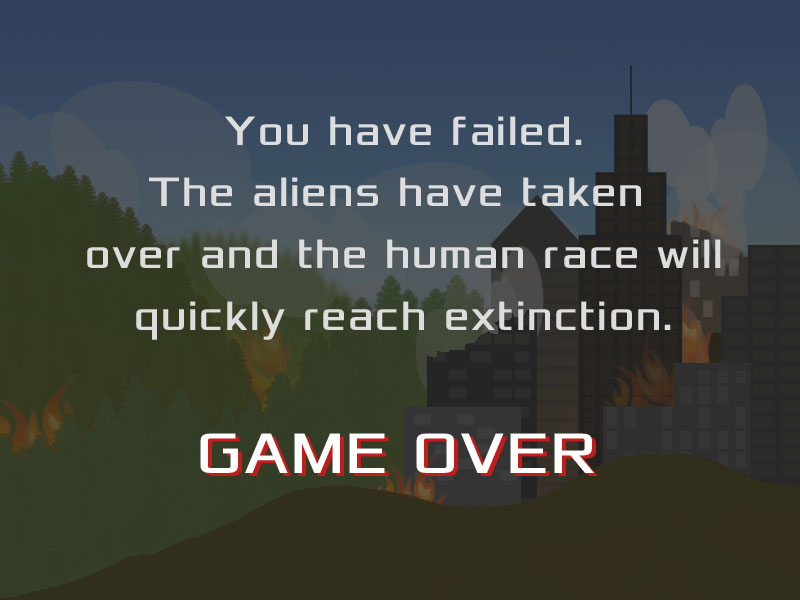 You have failed.
The aliens have taken
over and the human race will
quickly reach extinction.
GAME OVER